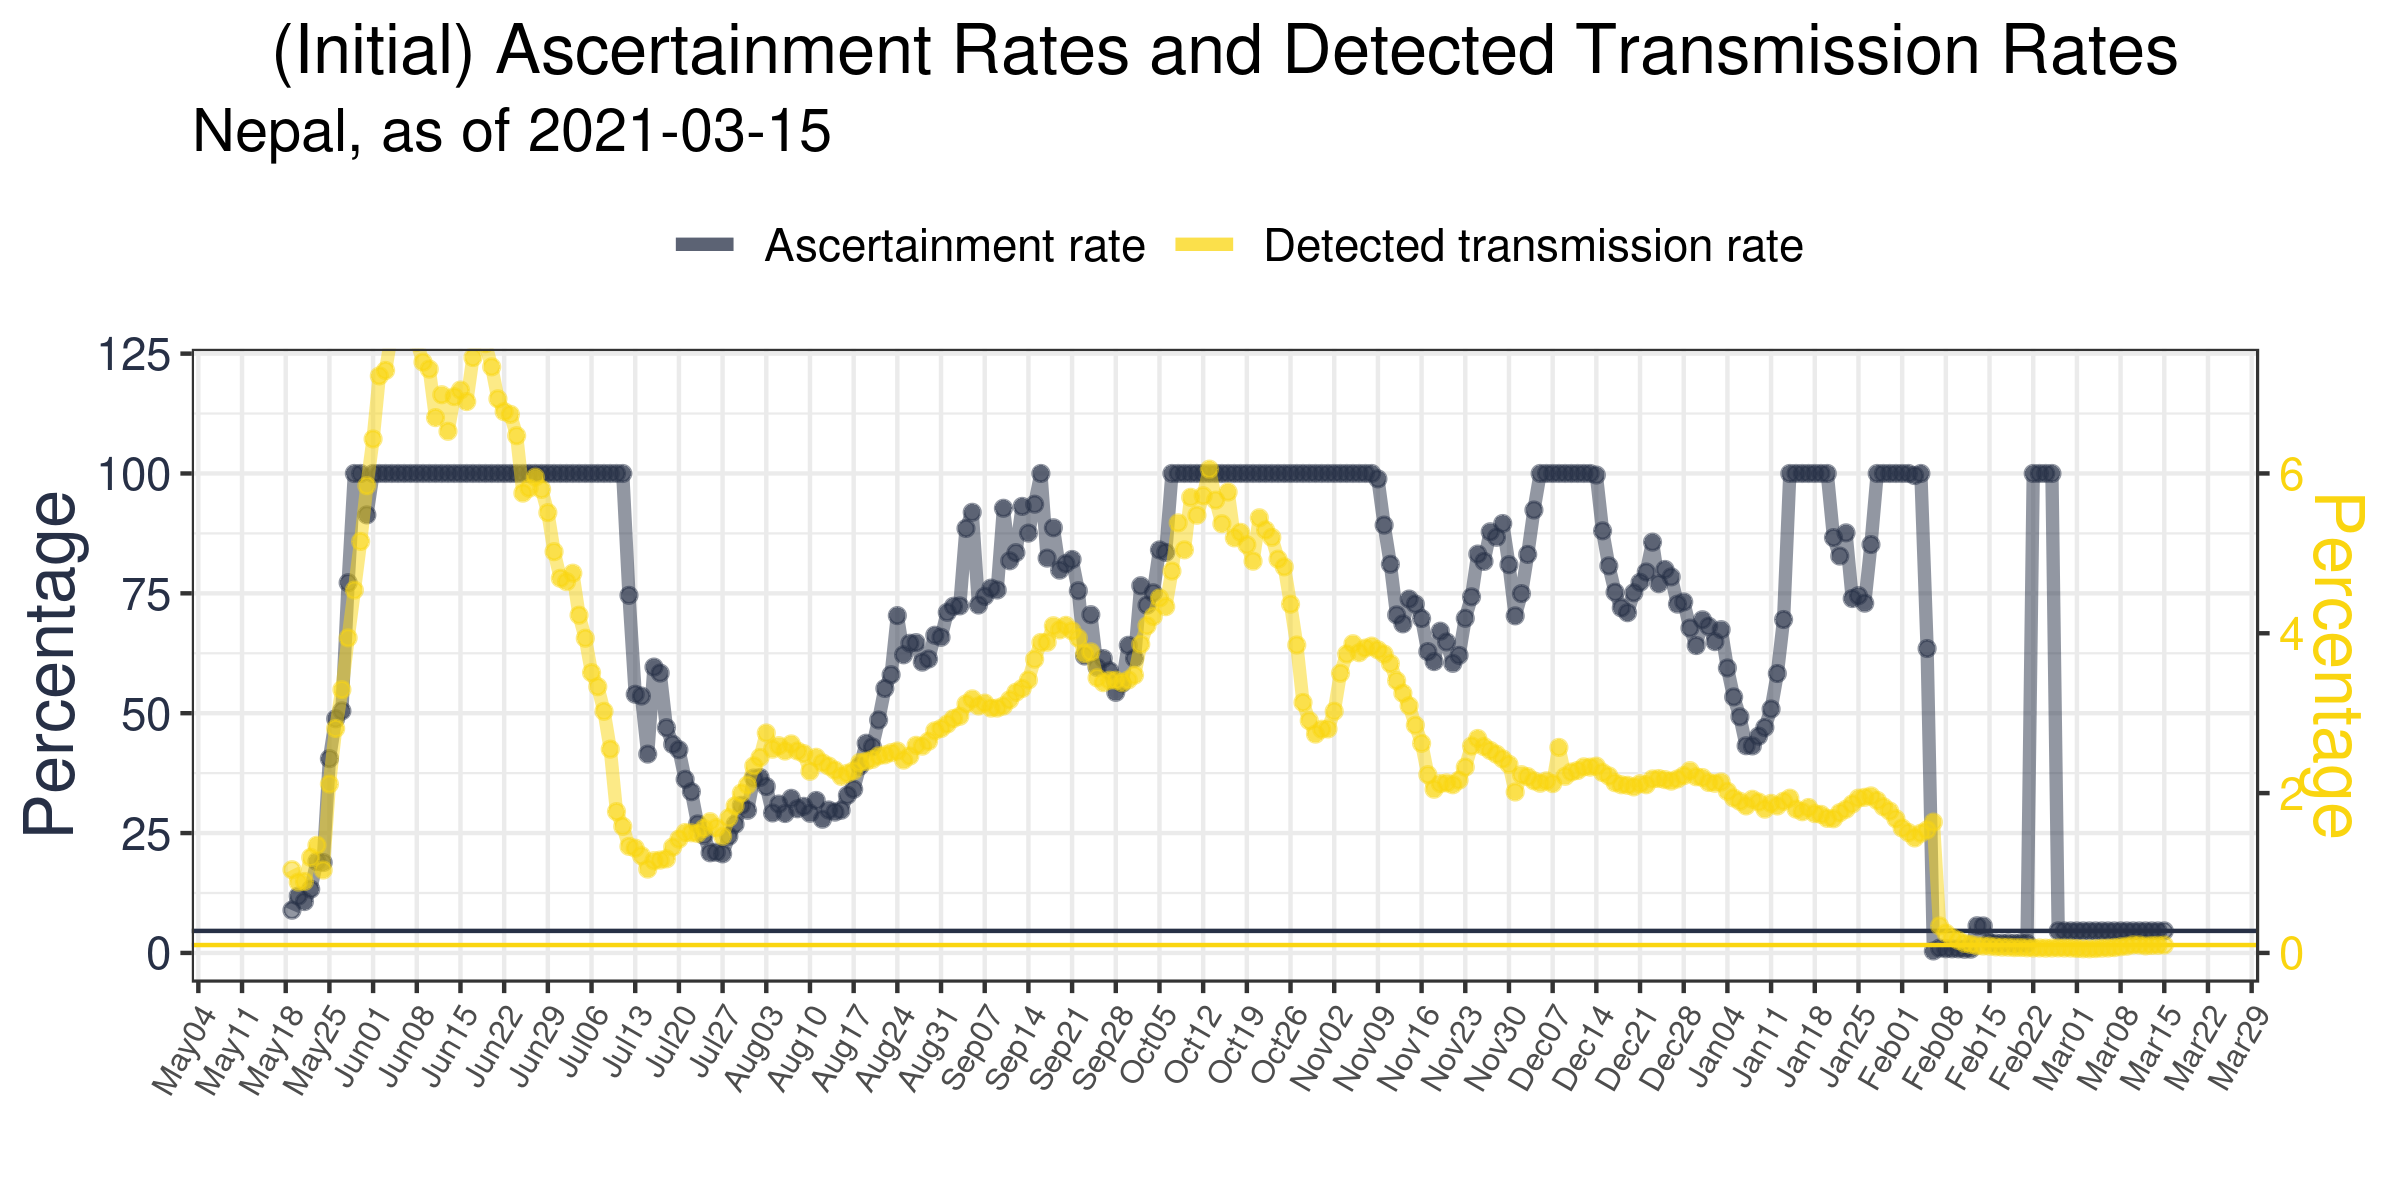 (Initial) Ascertainment Rates and Detected Transmission Rates
Nepal, as of 2021-03-15
Ascertainment rate
Detected transmission rate
Percentage
125
100
75
50
25
0
6
4
2
0
Percentage
May04
May11
May18
May25
Jun01
Jun08
Jun15
Jun22
Jun29
Jul06
Jul13
Jul20
Jul27
Aug03
Aug10
Aug17
Aug24
Aug31
Sep07
Sep14
Sep21
Sep28
Oct05
Oct12
Oct19
Oct26
Nov02
Nov09
Nov16
Nov23
Nov30
Dec07
Dec14
Dec21
Dec28
Jan04
Jan11
Jan18
Jan25
Feb01
Feb08
Feb15
Feb22
Mar01
Mar08
Mar15
Mar22
Mar29